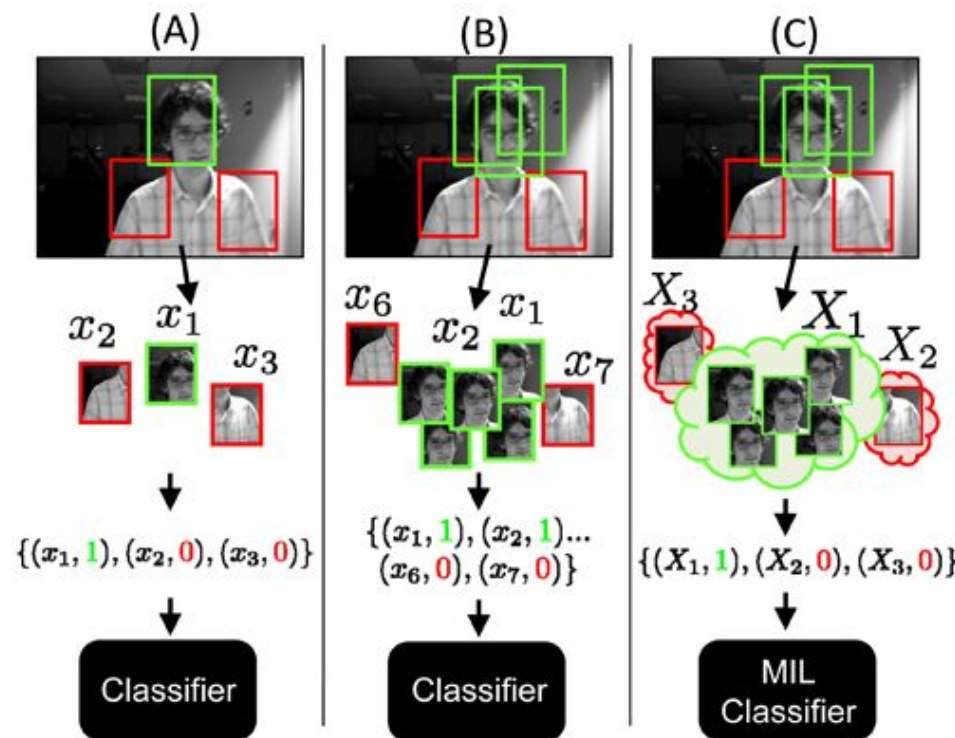 (A)
x₂ x₁ x₃
{(x₁, 1), (x₂, 0), (x₃, 0)}
Classifier
(B)
x₆ x₂ x₁ x₇
{(x₁, 1), (x₂, 1)...
(x₆, 0), (x₇, 0)}
Classifier
(C)
X₃ X₁ X₂
{(X₁, 1), (X₂, 0), (X₃, 0)}
MIL
Classifier